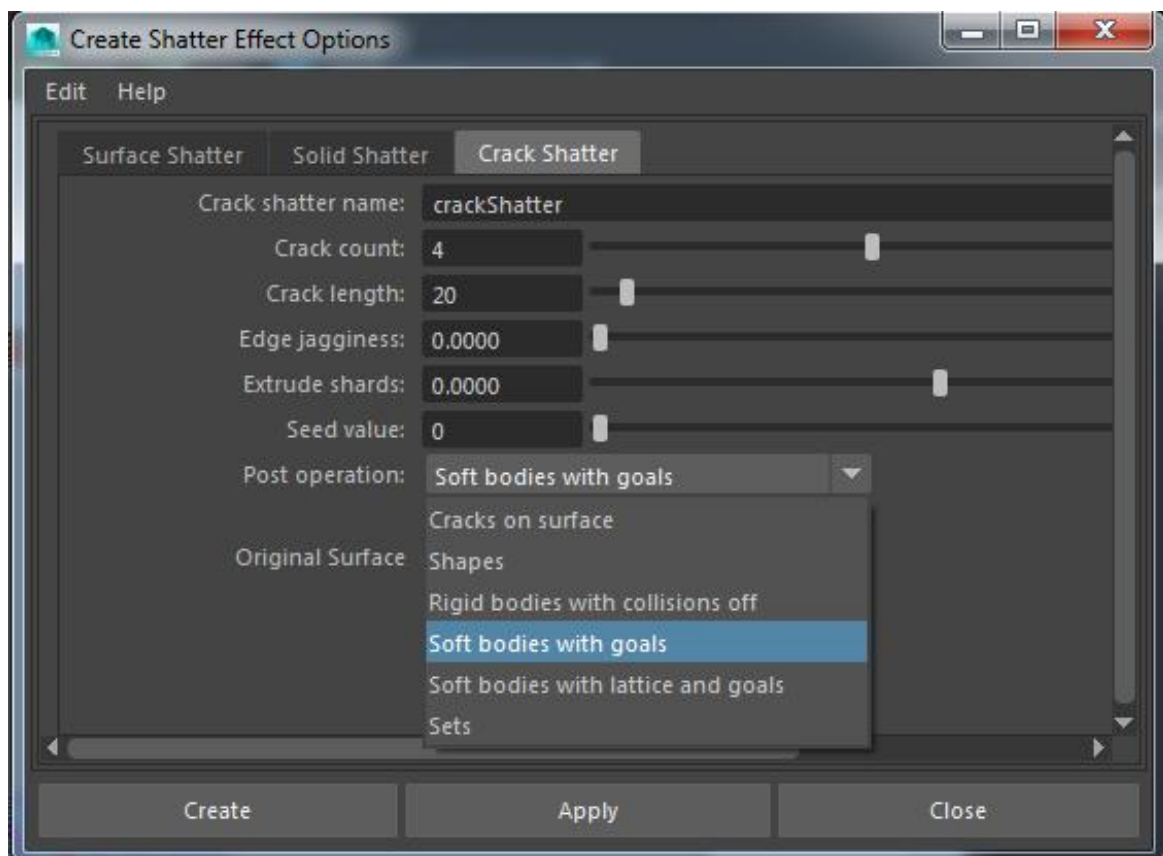 Create Shatter Effect Options
Edit Help
Surface Shatter Solid Shatter Crack Shatter
Crack shatter name: crackShatter
Crack count: 4
Crack length: 20
Edge jagginess: 0.0000
Extrude shards: 0.0000
Seed value: 0
Post operation: Soft bodies with goals
Cracks on surface
Original Surface
Shapes
Rigid bodies with collisions off
Soft bodies with goals
Soft bodies with lattice and goals
Sets
Create Apply Close